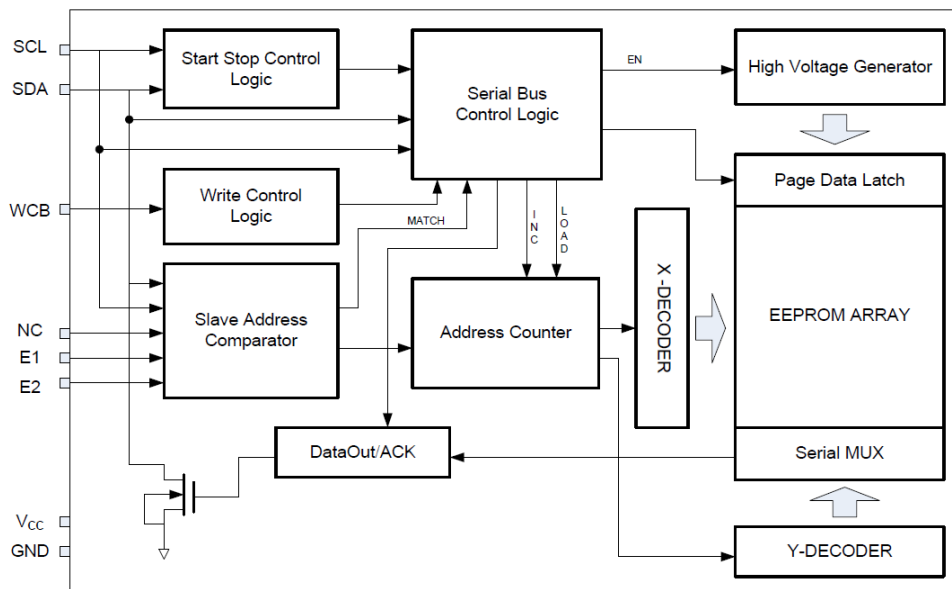 SCL
SDA
WCB
NC
E1
E2
VCC
GND
Start Stop Control
Logic
Write Control
Logic
Slave Address
Comparator
MATCH
Serial Bus
Control Logic
EN
INC
LOAD
Address Counter
DataOut/ACK
X-DECODER
High Voltage Generator
Page Data Latch
EEPROM ARRAY
Serial MUX
Y-DECODER